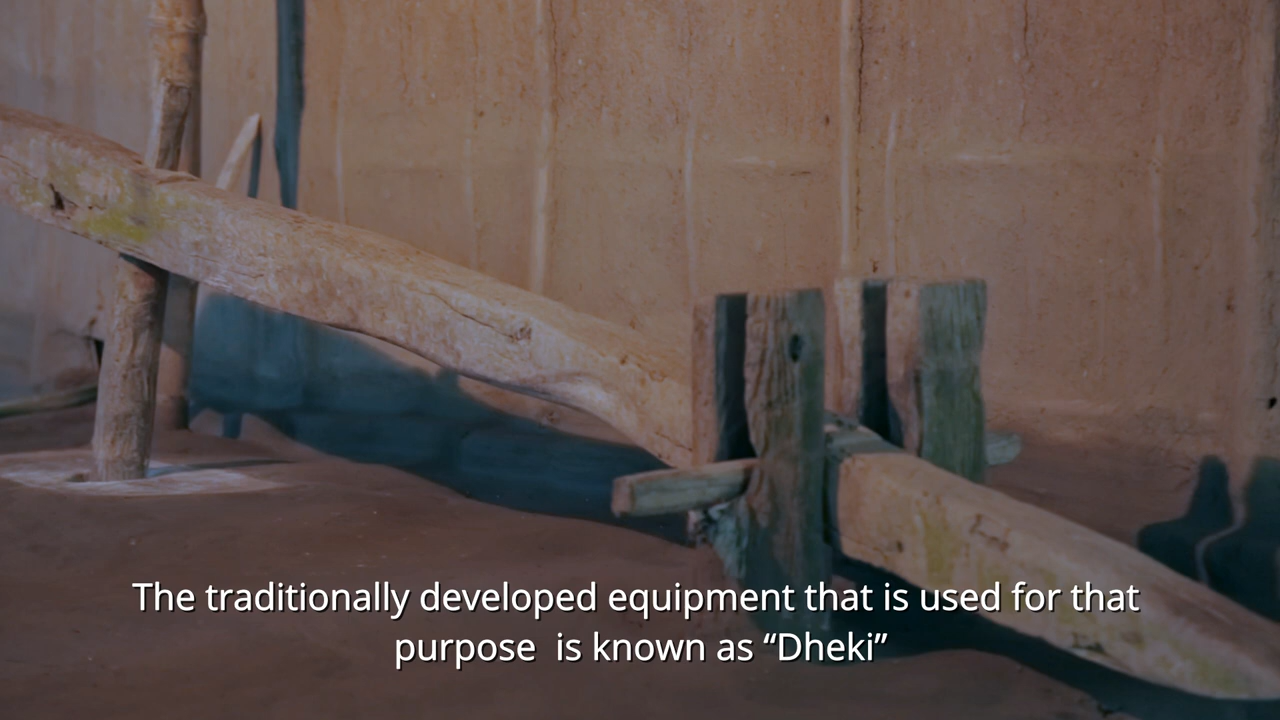 The traditionally developed equipment that is used for that
purpose  is known as “Dheki”